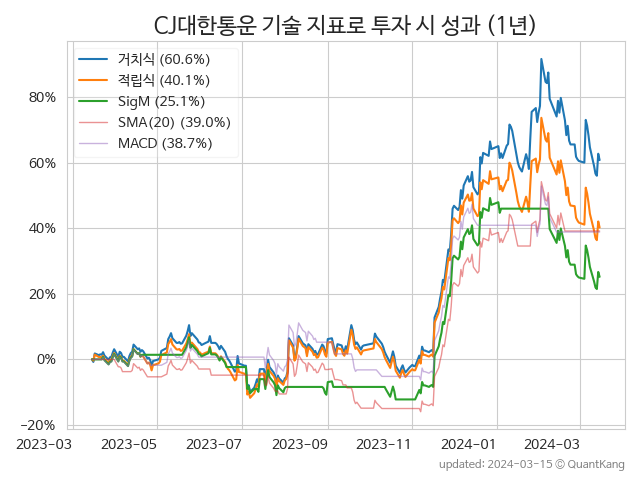 CJ대한통운 기술 지표로 투자 시 성과 (1년)
거치식 (60.6%)
적립식 (40.1%)
SigM (25.1%)
SMA(20) (39.0%)
MACD (38.7%)
80%
60%
40%
20%
0%
−20%
2023-03 2023-05 2023-07 2023-09 2023-11 2024-01 2024-03
updated: 2024-03-15 ⓒ QuantKang